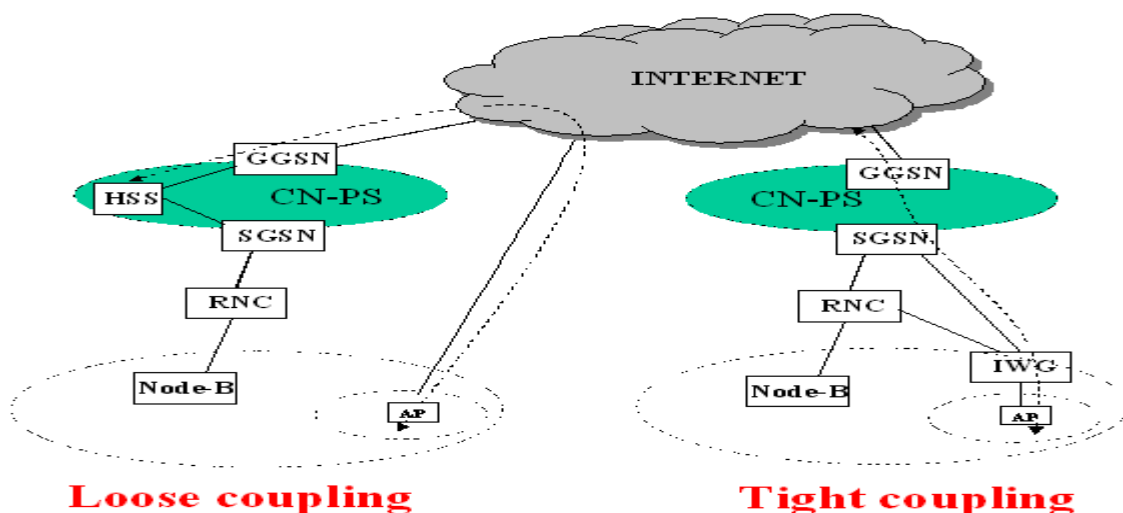 INTERNET
GGSN
HSS
CN-PS
SGSN
RNC
Node-B
AP
Loose coupling
GGSN
CN-PS
SGSN
RNC
IWG
Node-B
AP
Tight coupling